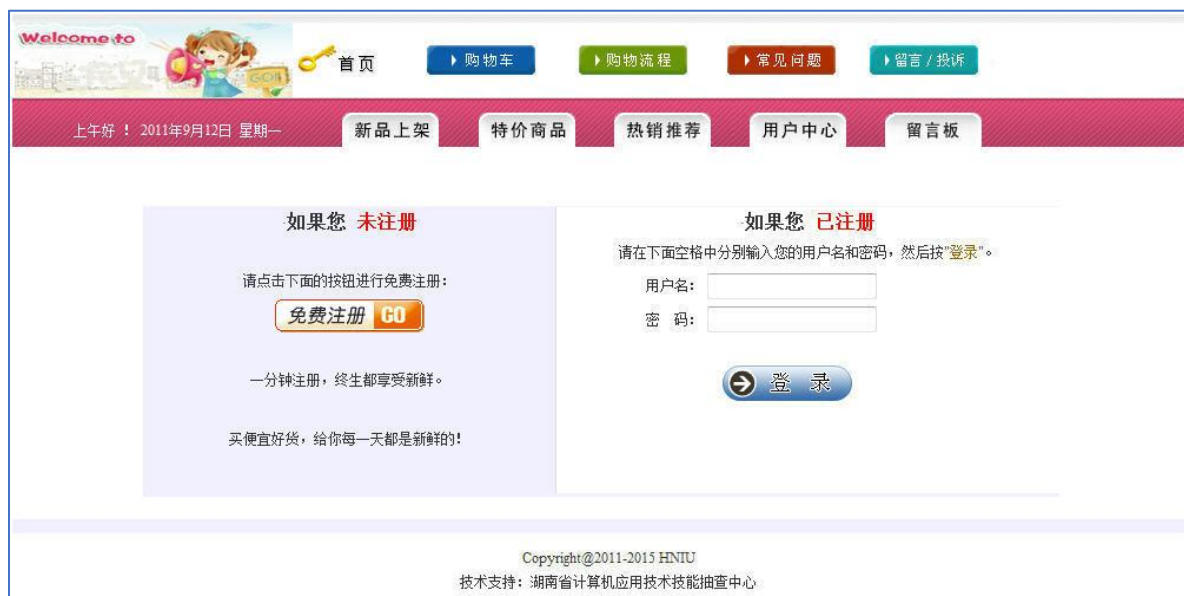 Welcome to
GO!!
首页
购物车
购物流程
常见问题
留言/投诉
上午好 ! 2011年9月12日 星期一
新品上架
特价商品
热销推荐
用户中心
留言板
如果您 未注册
请点击下面的按钮进行免费注册:
免费注册 GO
一分钟注册,终生都享受新鲜。
买便宜好货,给你每一天都是新鲜的!
如果您 已注册
请在下面空格中分别输入您的用户名和密码,然后按"登录"。
用户名:
密 码:
登 录
Copyright@2011-2015 HNIU
技术支持:湖南省计算机应用技术技能抽查中心